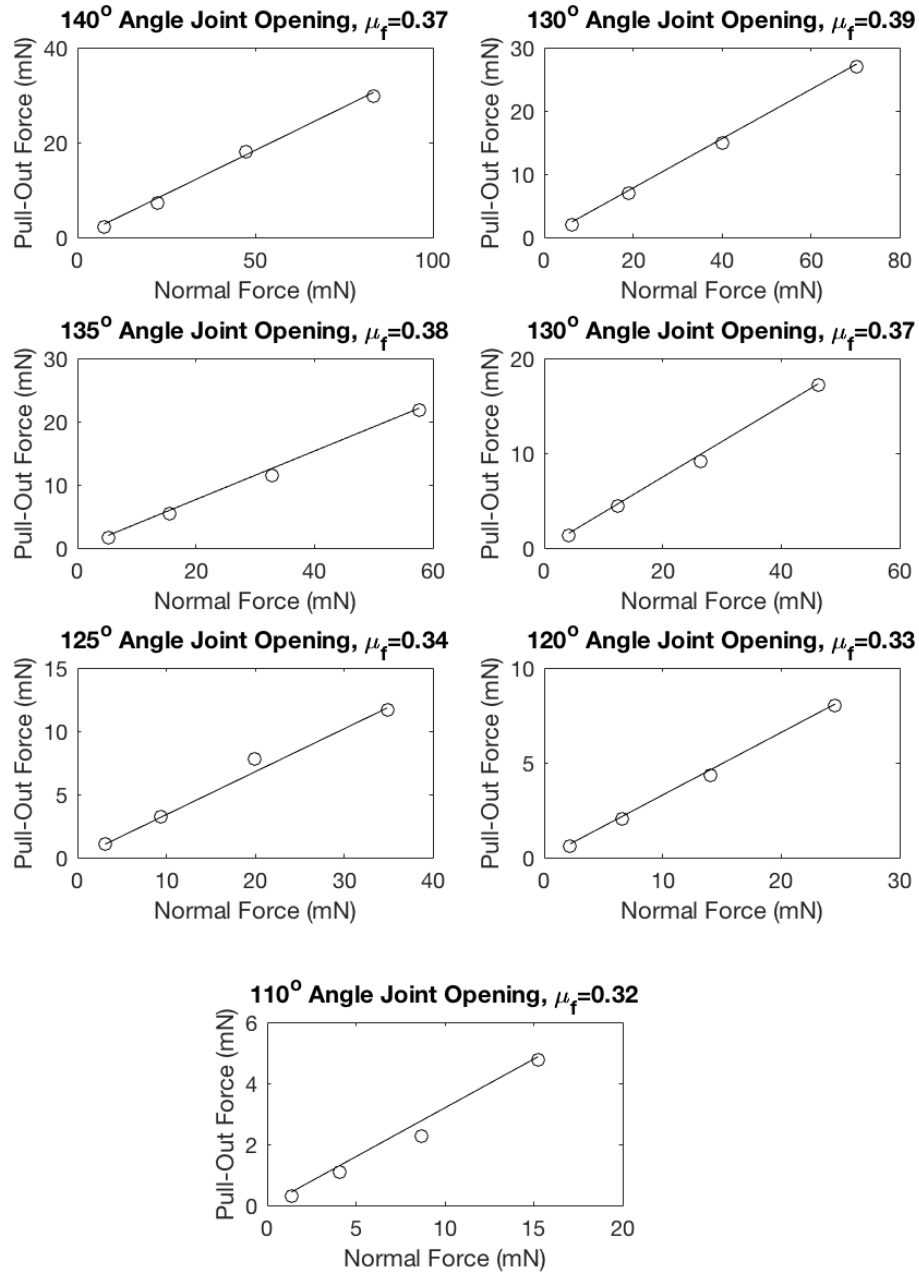 140° Angle Joint Opening, μf=0.37
40
20
0
Pull-Out Force (mN)
0 50 100
Normal Force (mN)
130° Angle Joint Opening, μf=0.39
30
20
10
0
Pull-Out Force (mN)
0 20 40 60 80
Normal Force (mN)
135° Angle Joint Opening, μf=0.38
30
20
10
0
Pull-Out Force (mN)
0 20 40 60
Normal Force (mN)
130° Angle Joint Opening, μf=0.37
20
10
0
Pull-Out Force (mN)
0 20 40 60
Normal Force (mN)
125° Angle Joint Opening, μf=0.34
15
10
5
0
Pull-Out Force (mN)
0 10 20 30 40
Normal Force (mN)
120° Angle Joint Opening, μf=0.33
10
5
0
Pull-Out Force (mN)
0 10 20 30
Normal Force (mN)
110° Angle Joint Opening, μf=0.32
6
4
2
0
Pull-Out Force (mN)
0 5 10 15 20
Normal Force (mN)